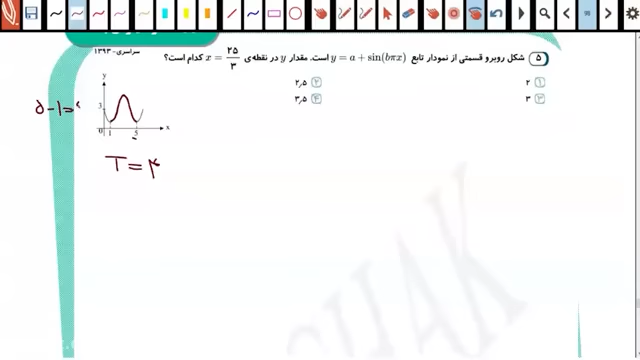 سراسری-۱۳۹۳
۵ شکل روبرو قسمتی از نمودار تابع y = a + sin(bπx) است. مقدار y در نقطه‌ی x = ۲۵/۳ کدام است؟
۱ ۲
۲ ۲٫۵
۳ ۳
۴ ۳٫۵
y
3
0 1 5 x
۵-۱=
T=۴